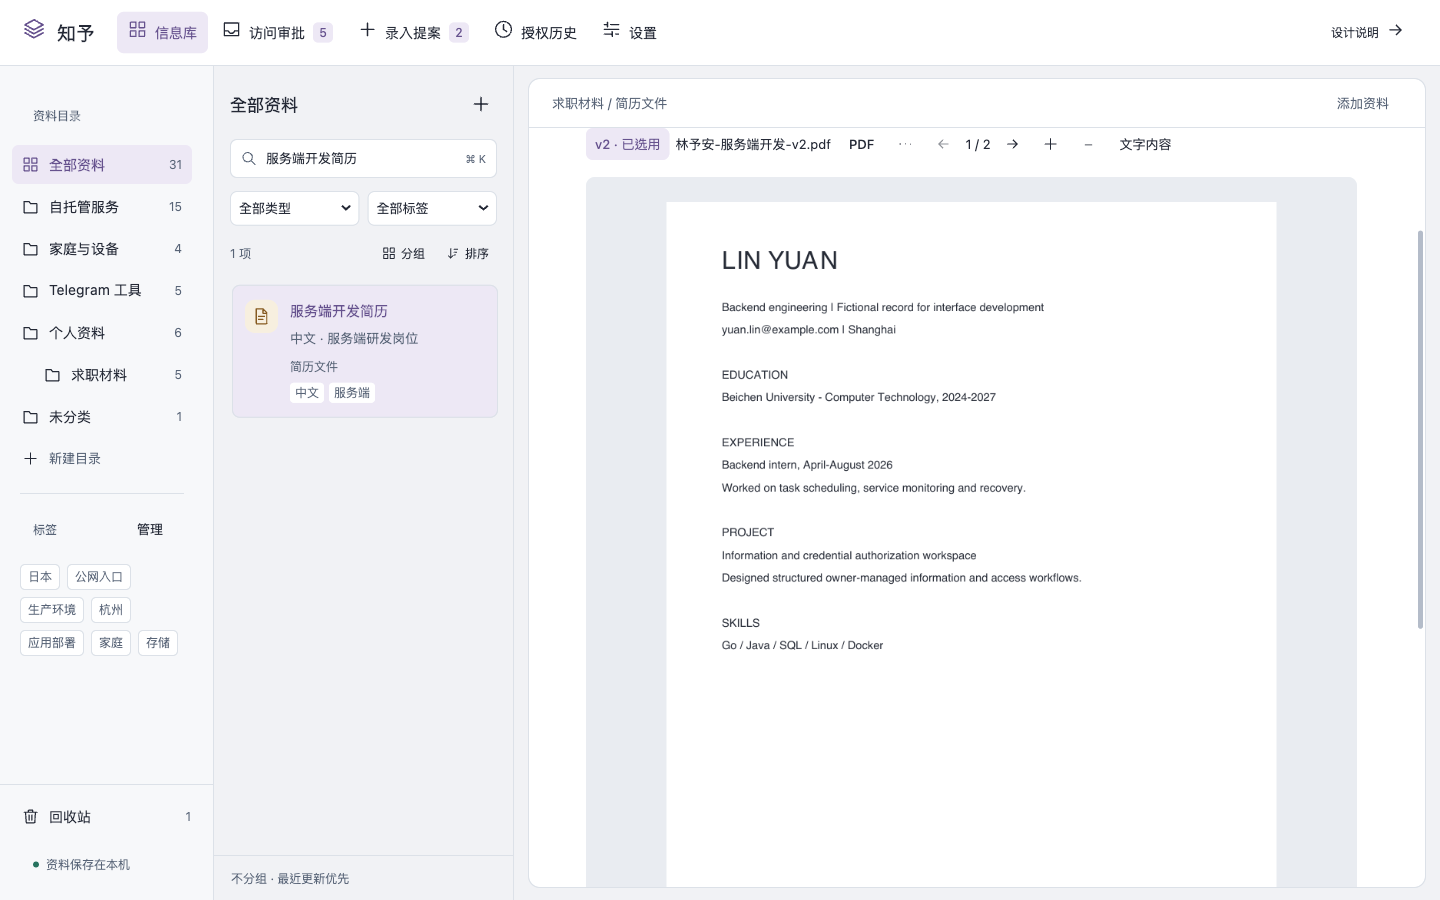 知予
信息库
访问审批 5
录入提案 2
授权历史
设置
设计说明
资料目录
全部资料 31
自托管服务 15
家庭与设备 4
Telegram 工具 5
个人资料 6
求职材料 5
未分类 1
新建目录
标签 管理
日本 公网入口
生产环境 杭州
应用部署 家庭 存储
回收站 1
资料保存在本机
全部资料
服务端开发简历 ⌘ K
全部类型 全部标签
1 项 分组 排序
服务端开发简历
中文 · 服务端研发岗位
简历文件
中文 服务端
不分组 · 最近更新优先
求职材料 / 简历文件 添加资料
v2 · 已选用 林予安-服务端开发-v2.pdf PDF ··· 1 / 2 文字内容
LIN YUAN
Backend engineering | Fictional record for interface development
yuan.lin@example.com | Shanghai
EDUCATION
Beichen University - Computer Technology, 2024-2027
EXPERIENCE
Backend intern, April-August 2026
Worked on task scheduling, service monitoring and recovery.
PROJECT
Information and credential authorization workspace
Designed structured owner-managed information and access workflows.
SKILLS
Go / Java / SQL / Linux / Docker